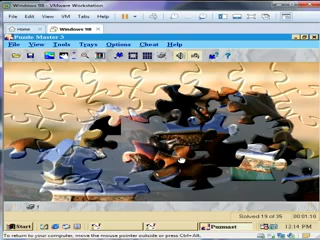 Windows 98 - VMware Workstation
File Edit View VM Tabs Help
Home Windows 98
Puzzle Master 3
File View Tools Trays Options Cheat Help
Solved 19 of 35 00:01:10
Start Puzmast 12:14 PM
To return to your computer, move the mouse pointer outside or press Ctrl+Alt.